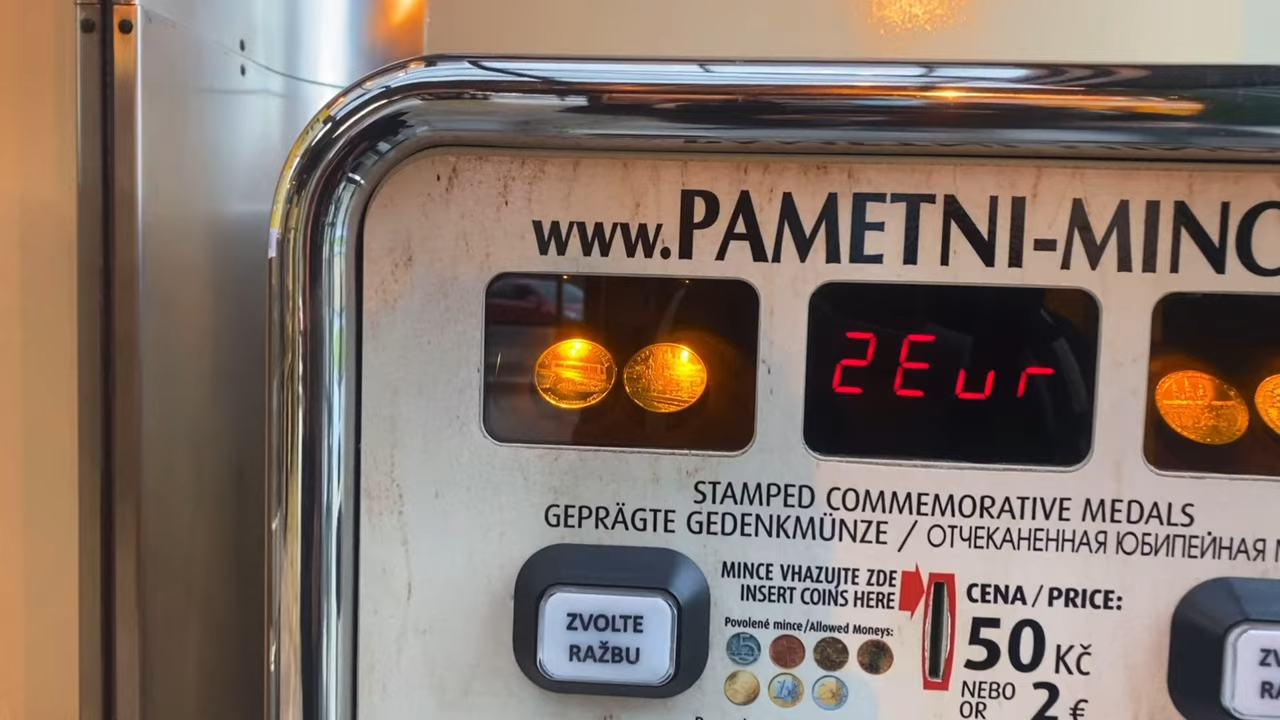 www.PAMETNI-MINC
2Eur
STAMPED COMMEMORATIVE MEDALS
GEPRÄGTE GEDENKMÜNZE / ОТЧЕКАНЕННАЯ ЮБИПЕЙНАЯ
ZVOLTE
RAŽBU
MINCE VHAZUJTE ZDE
INSERT COINS HERE
Povolené mince/Allowed Moneys:
CENA / PRICE:
50 Kč
NEBO
OR
2 €